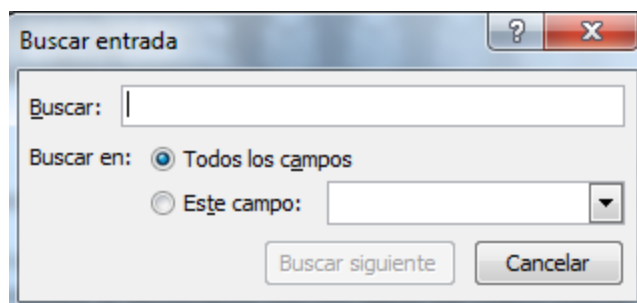 Buscar entrada
Buscar:
Buscar en: Todos los campos
Este campo:
Buscar siguiente Cancelar